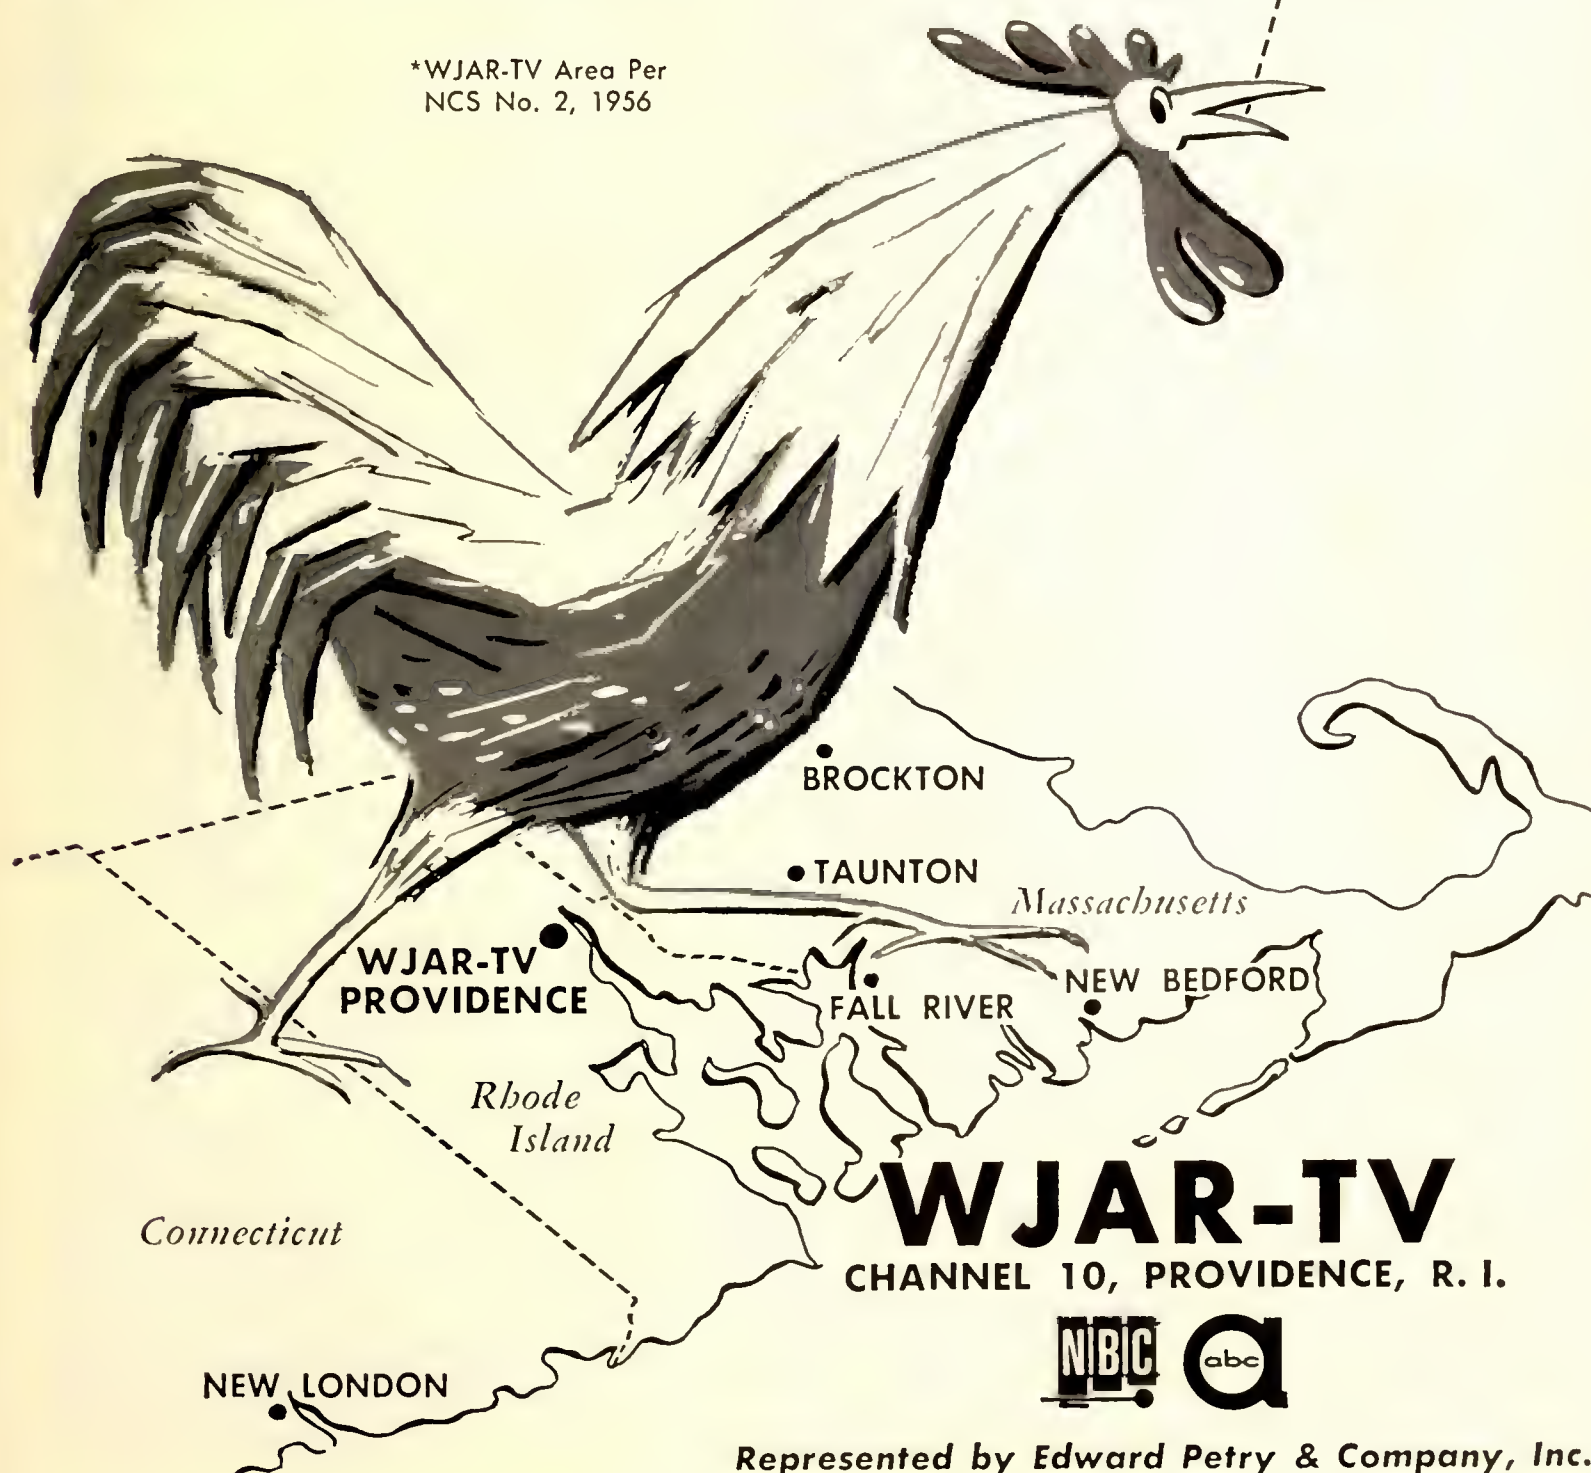 *WJAR-TV Area Per
NCS No. 2, 1956
BROCKTON
TAUNTON
Massachusetts
WJAR-TV
PROVIDENCE
NEW BEDFORD
FALL RIVER
Rhode
Island
Connecticut
WJAR-TV
CHANNEL 10, PROVIDENCE, R. I.
NBC abc
NEW LONDON
Represented by Edward Petry & Company, Inc.